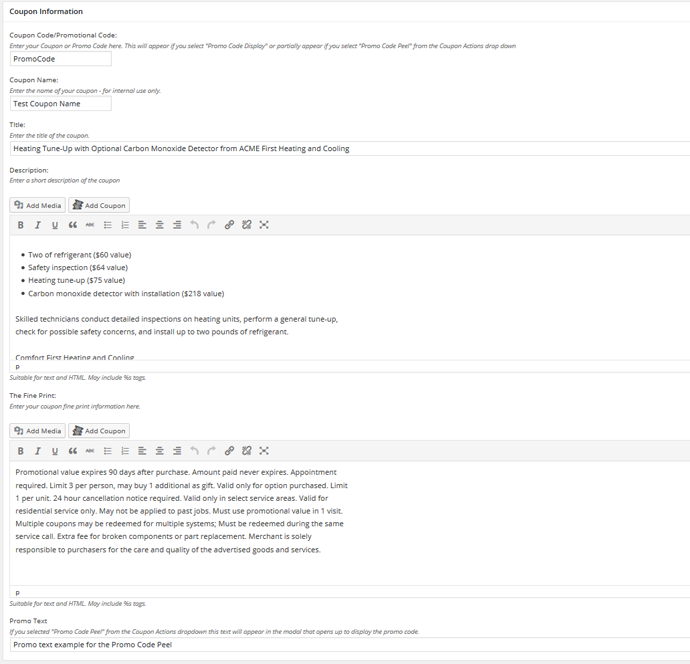 Coupon Information
Coupon Code/Promotional Code:
Enter your Coupon or Promo Code here. This will appear if you select "Promo Code Display" or partially appear if you select "Promo Code Peel" from the Coupon Actions drop down
PromoCode
Coupon Name:
Enter the name of your coupon - for internal use only.
Test Coupon Name
Title:
Enter the title of the coupon.
Heating Tune-Up with Optional Carbon Monoxide Detector from ACME First Heating and Cooling
Description:
Enter a short description of the coupon
Add Media Add Coupon
B I U ABC
• Two of refrigerant ($60 value)
• Safety inspection ($64 value)
• Heating tune-up ($75 value)
• Carbon monoxide detector with installation ($218 value)
Skilled technicians conduct detailed inspections on heating units, perform a general tune-up,
check for possible safety concerns, and install up to two pounds of refrigerant.
Comfort First Heating and Cooling
P
Suitable for text and HTML. May include %s tags.
The Fine Print:
Enter your coupon fine print information here.
Add Media Add Coupon
B I U ABC
Promotional value expires 90 days after purchase. Amount paid never expires. Appointment
required. Limit 3 per person, may buy 1 additional as gift. Valid only for option purchased. Limit
1 per unit. 24 hour cancellation notice required. Valid only in select service areas. Valid for
residential service only. May not be applied to past jobs. Must use promotional value in 1 visit.
Multiple coupons may be redeemed for multiple systems; Must be redeemed during the same
service call. Extra fee for broken components or part replacement. Merchant is solely
responsible to purchasers for the care and quality of the advertised goods and services.
P
Suitable for text and HTML. May include %s tags.
Promo Text
If you selected "Promo Code Peel" from the Coupon Actions dropdown this text will appear in the modal that opens up to display the promo code.
Promo text example for the Promo Code Peel